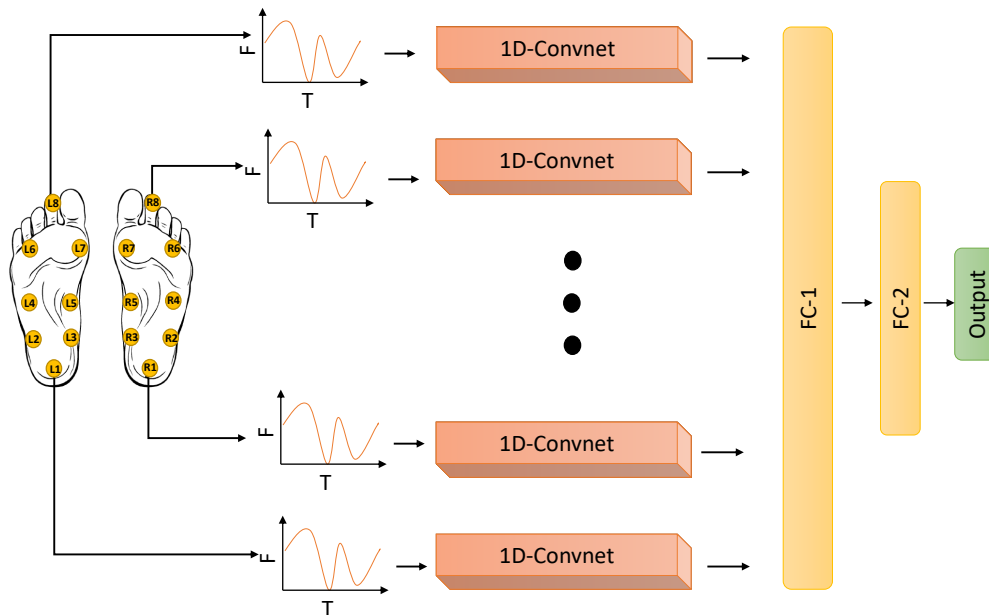 F
T
1D-Convnet
F
T
1D-Convnet
L8
R8
L6
L7
R7
R6
L4
L5
R5
R4
L2
L3
R3
R2
L1
R1
F
T
1D-Convnet
F
T
1D-Convnet
FC-1
FC-2
Output